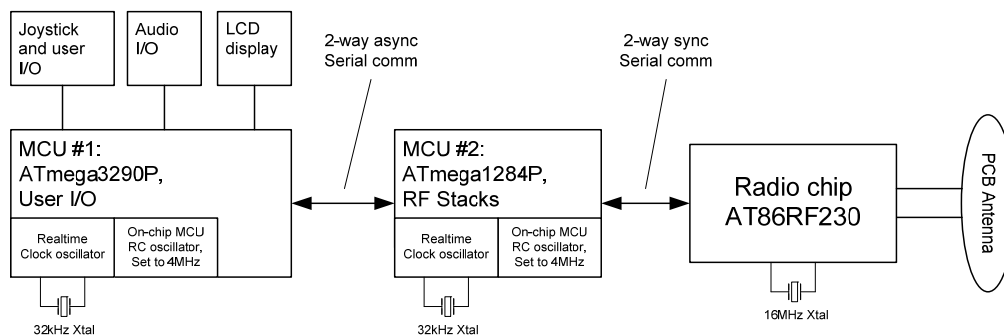 Joystick
and user
I/O
Audio
I/O
LCD
display
2-way async
Serial comm
2-way sync
Serial comm
MCU #1:
ATmega3290P,
User I/O
Realtime
Clock oscillator
On-chip MCU
RC oscillator,
Set to 4MHz
32kHz Xtal
MCU #2:
ATmega1284P,
RF Stacks
Realtime
Clock oscillator
On-chip MCU
RC oscillator,
Set to 4MHz
32kHz Xtal
Radio chip
AT86RF230
16MHz Xtal
PCB Antenna